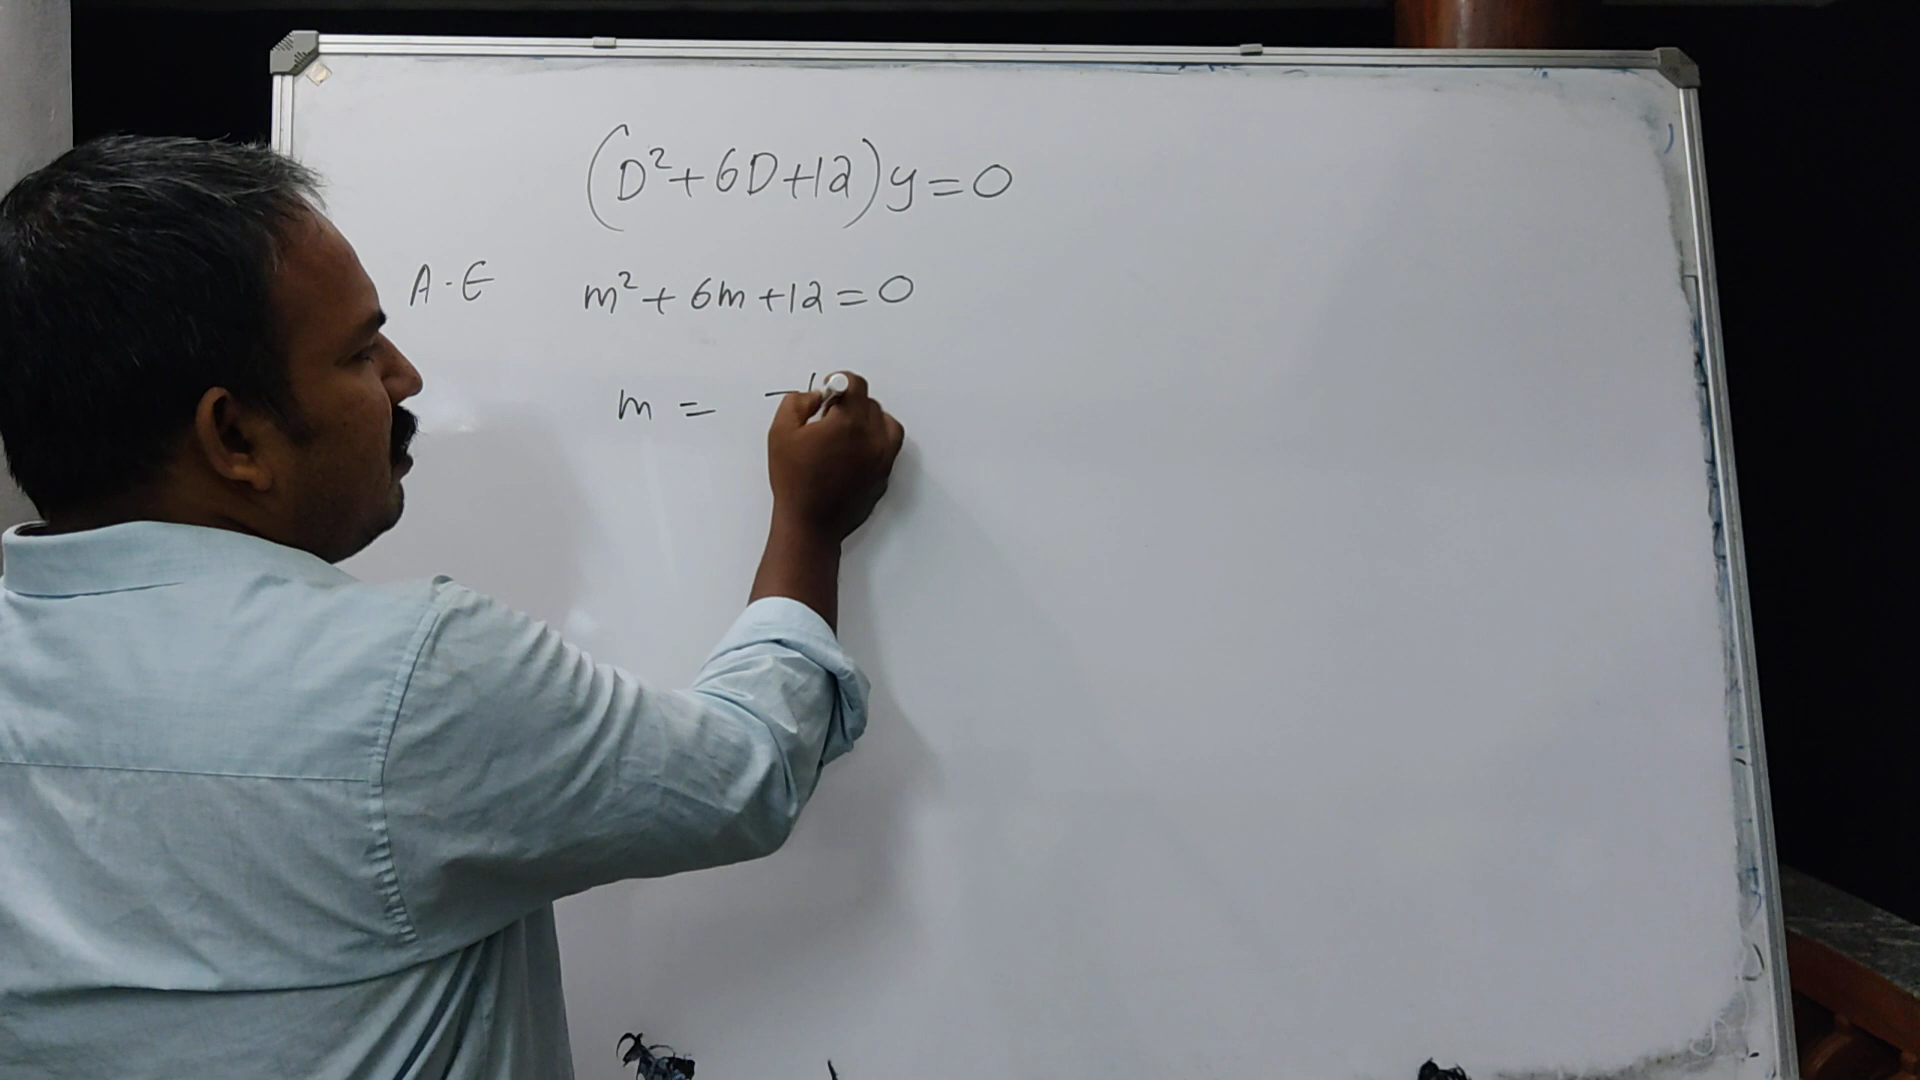 (D²+6D+12)y=0
A.E m²+6m+12=0
m = -